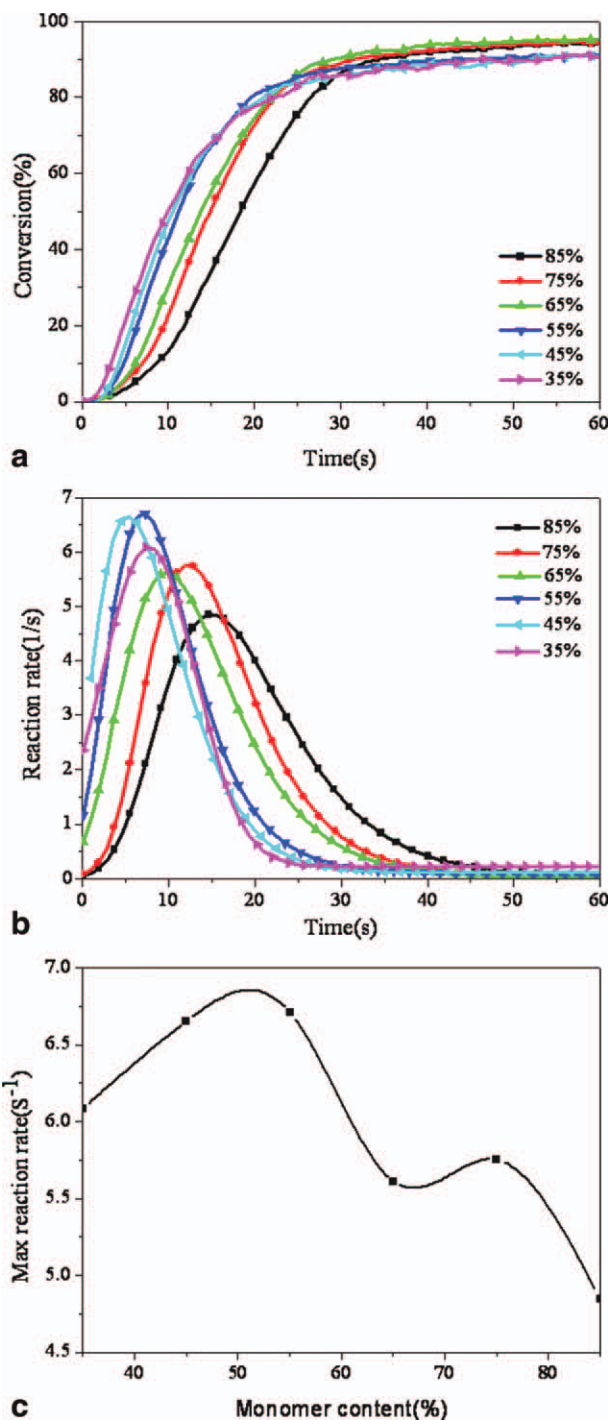 100
80
60
40
20
0
Conversion(%)
85%
75%
65%
55%
45%
35%
0 10 20 30 40 50 60
Time(s)
a
7
6
5
4
3
2
1
0
Reaction rate(1/s)
85%
75%
65%
55%
45%
35%
0 10 20 30 40 50 60
Time(s)
b
7.0
6.5
6.0
5.5
5.0
4.5
Max reaction rate(S⁻¹)
40 50 60 70 80
Monomer content(%)
c